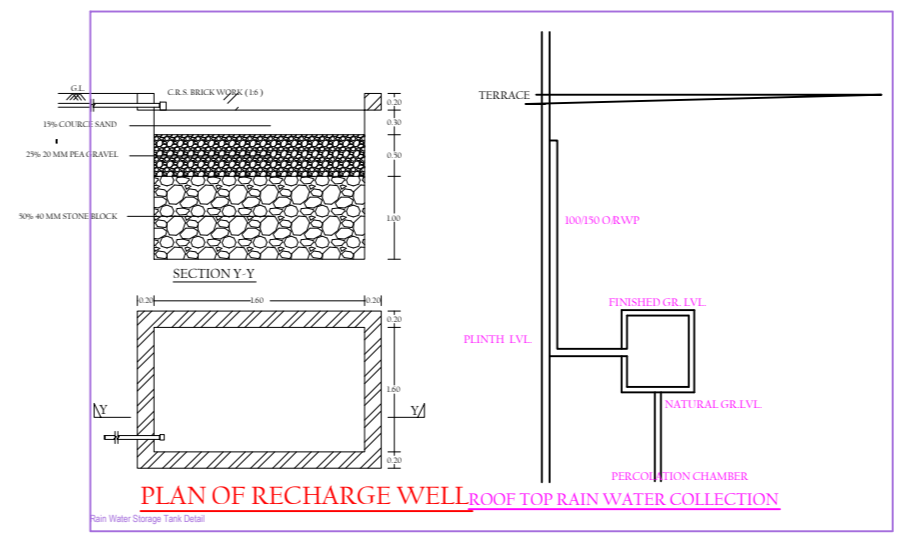 G.L.
C.R.S. BRICK WORK ( 1:6 )
0.20
0.30
15% COURCE SAND
25% 20 MM PEA GRAVEL
0.50
50% 40 MM STONE BLOCK
1.00
SECTION Y-Y
0.20 1.60 0.20
0.20
1.60
Y Y
0.20
PLAN OF RECHARGE WELL
Rain Water Storage Tank Detail
TERRACE
100/150 O/RWP
FINISHED GR. LVL.
PLINTH LVL.
NATURAL GR.LVL.
PERCOLATION CHAMBER
ROOF TOP RAIN WATER COLLECTION